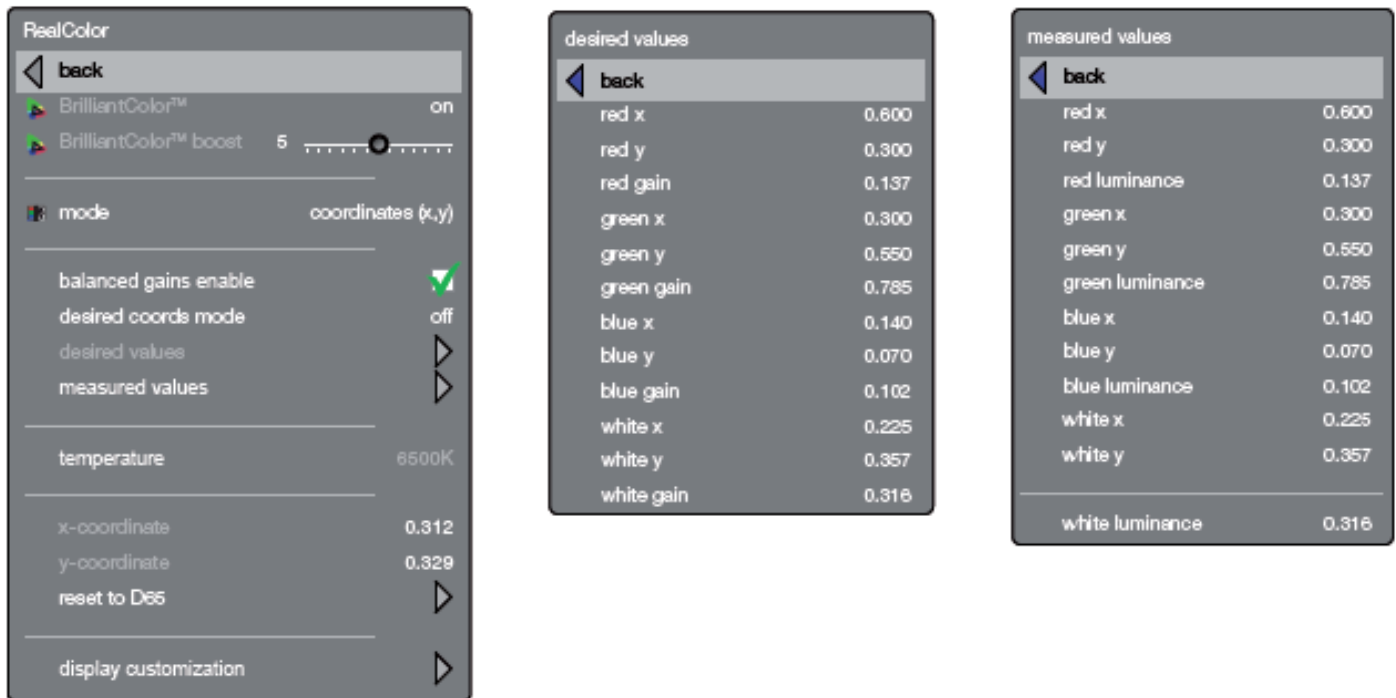 RealColor
back
BrilliantColor™ on
BrilliantColor™ boost 5
mode coordinates (x,y)
balanced gains enable
desired coords mode off
desired values
measured values
temperature 6500K
x-coordinate 0.312
y-coordinate 0.329
reset to D65
display customization
desired values
back
red x 0.600
red y 0.300
red gain 0.137
green x 0.300
green y 0.550
green gain 0.785
blue x 0.140
blue y 0.070
blue gain 0.102
white x 0.225
white y 0.357
white gain 0.316
measured values
back
red x 0.600
red y 0.300
red luminance 0.137
green x 0.300
green y 0.550
green luminance 0.785
blue x 0.140
blue y 0.070
blue luminance 0.102
white x 0.225
white y 0.357
white luminance 0.316